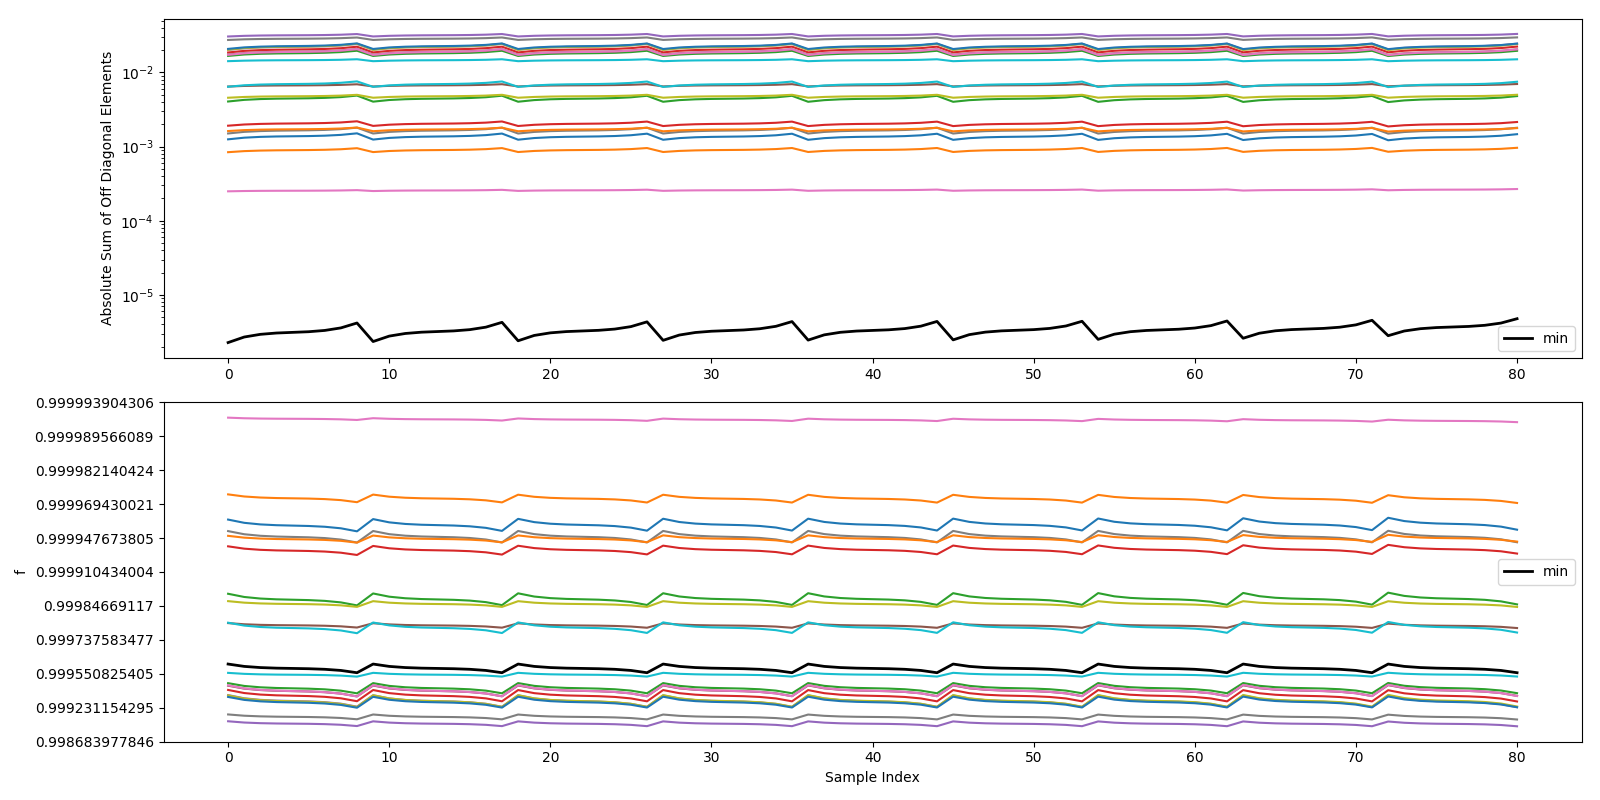 Absolute Sum of Off Diagonal Elements
10⁻²
10⁻³
10⁻⁴
10⁻⁵
min
0 10 20 30 40 50 60 70 80
f
0.999993904306
0.999989566089
0.999982140424
0.999969430021
0.999947673805
0.999910434004
0.99984669117
0.999737583477
0.999550825405
0.999231154295
0.998683977846
min
0 10 20 30 40 50 60 70 80
Sample Index